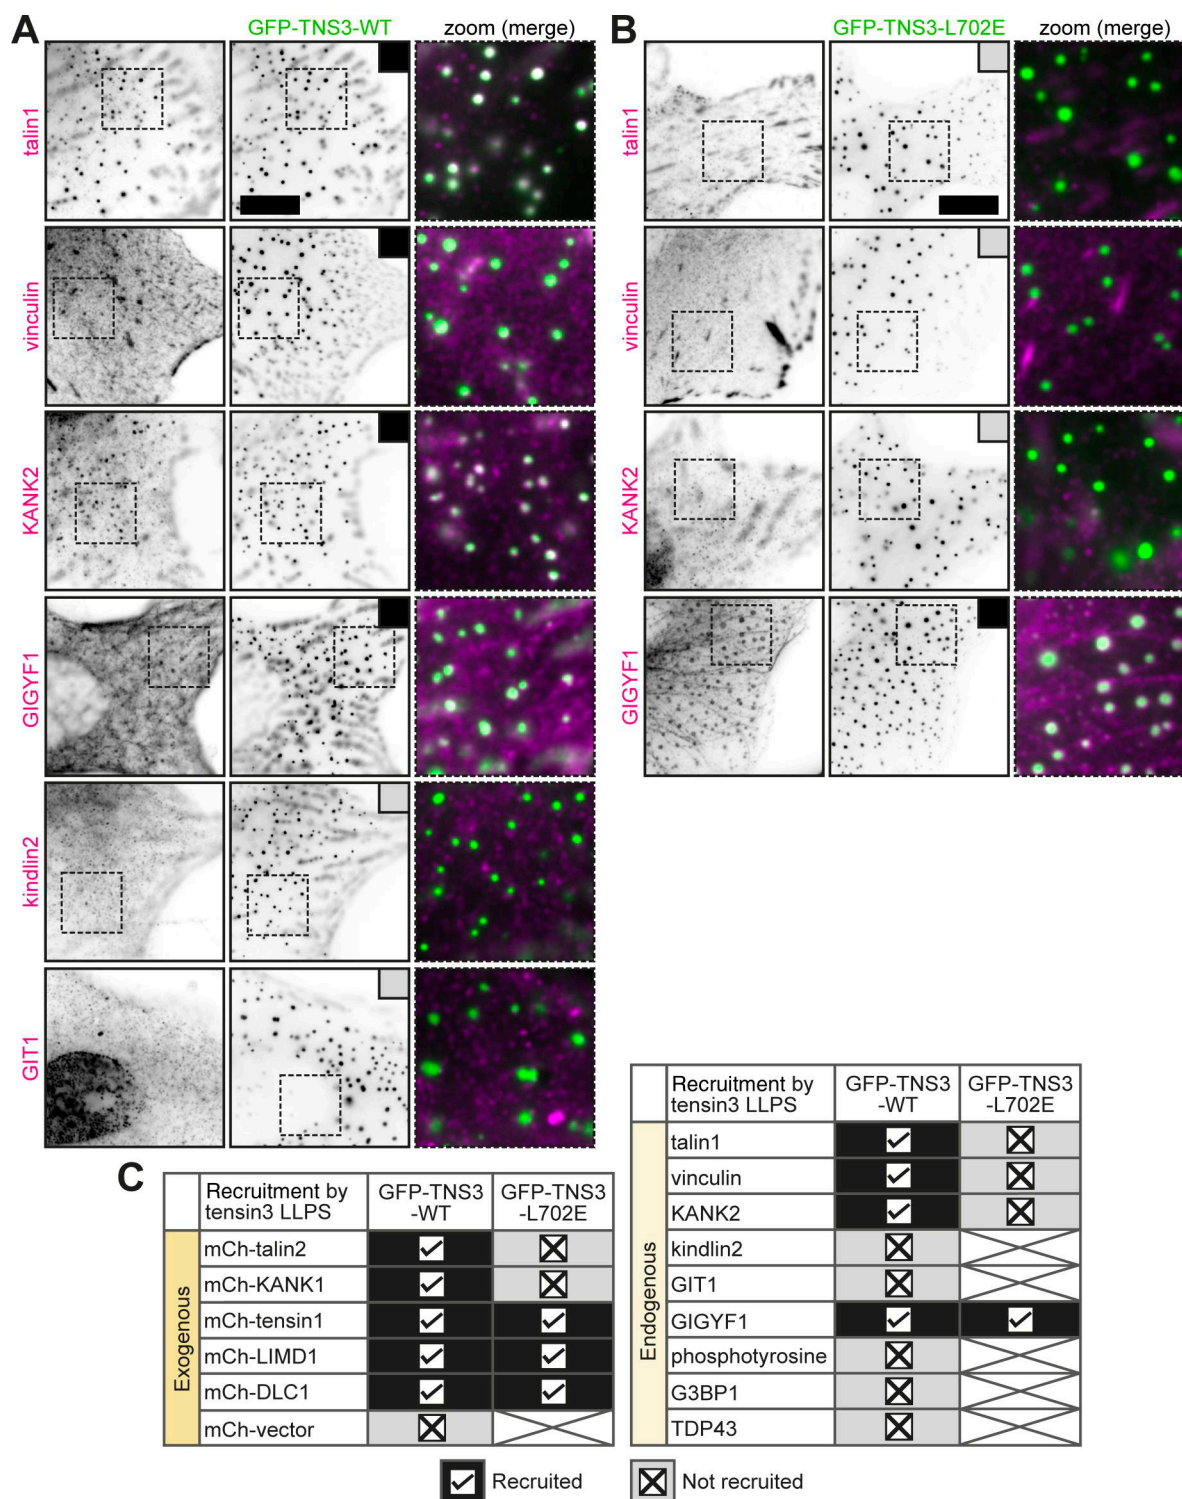 A
GFP-TNS3-WT
zoom (merge)
talin1
vinculin
KANK2
GIGYF1
kindlin2
GIT1
B
GFP-TNS3-L702E
zoom (merge)
talin1
vinculin
KANK2
GIGYF1
C
Recruitment by
tensin3 LLPS
GFP-TNS3
-WT
GFP-TNS3
-L702E
Exogenous
mCh-talin2
mCh-KANK1
mCh-tensin1
mCh-LIMD1
mCh-DLC1
mCh-vector
Recruitment by
tensin3 LLPS
GFP-TNS3
-WT
GFP-TNS3
-L702E
Endogenous
talin1
vinculin
KANK2
kindlin2
GIT1
GIGYF1
phosphotyrosine
G3BP1
TDP43
Recruited
Not recruited